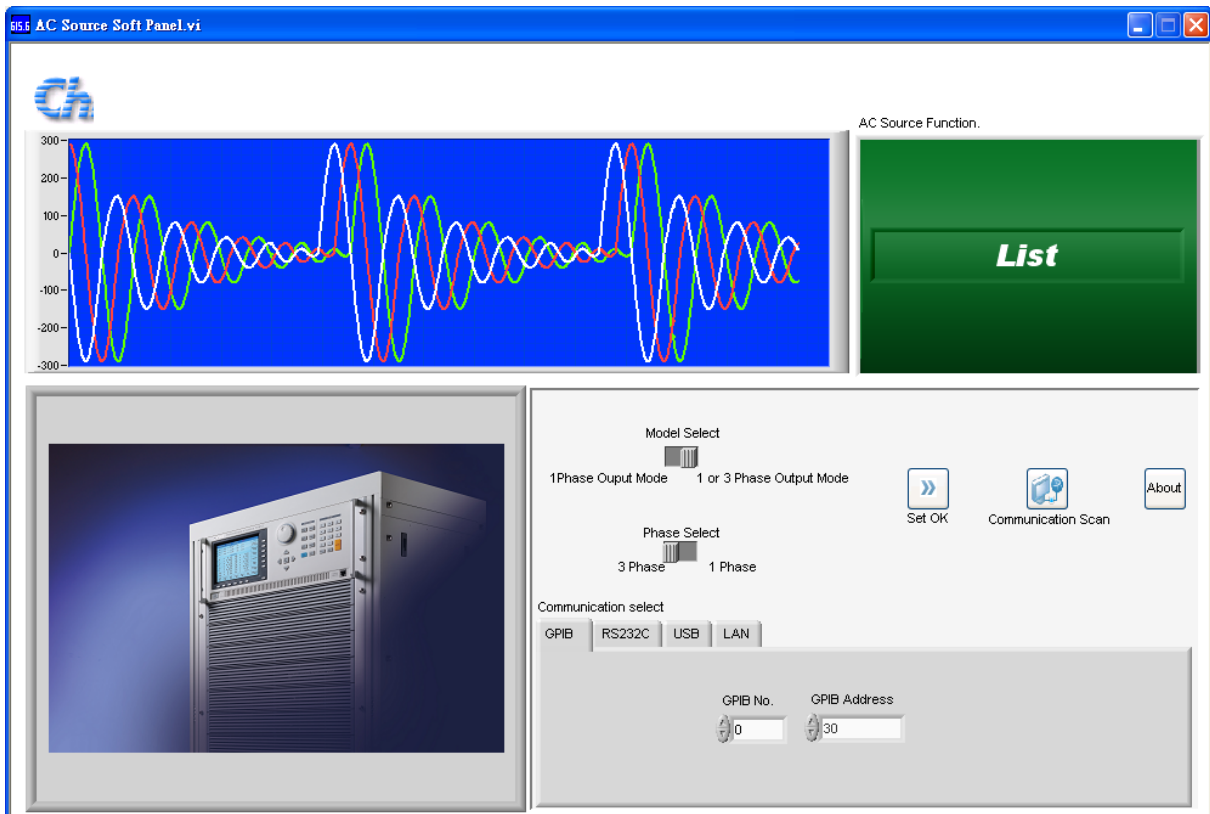 AC Source Soft Panel.vi
Ch
AC Source Function.
300
200
100
0
-100
-200
-300
List
Model Select
1Phase Ouput Mode 1 or 3 Phase Output Mode
Phase Select
3 Phase 1 Phase
Set OK
Communication Scan
About
Communication select
GPIB RS232C USB LAN
GPIB No. GPIB Address
0 30